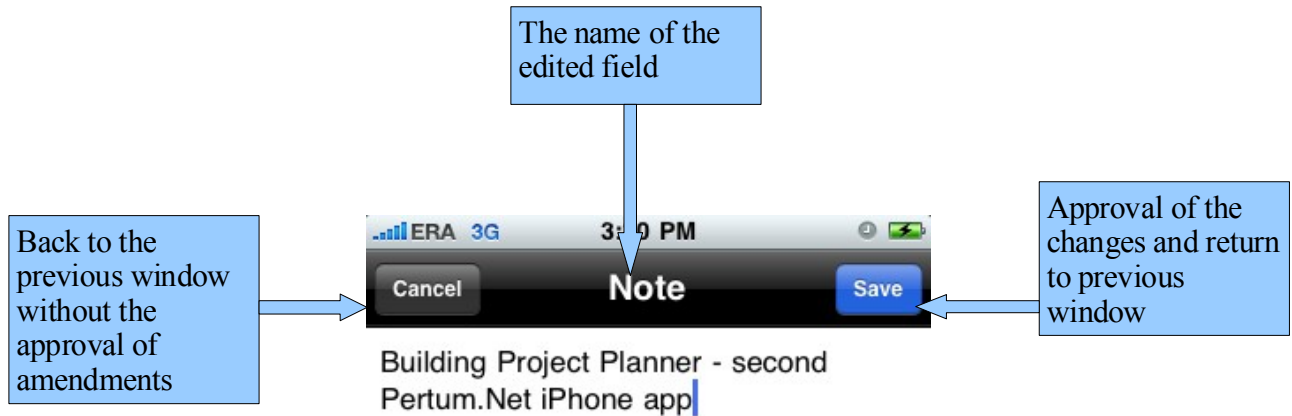 The name of the
edited field
Back to the
previous window
without the
approval of
amendments
ERA 3G
PM
Cancel
Note
Save
Building Project Planner - second
Pertum.Net iPhone app
Approval of the
changes and return
to previous
window